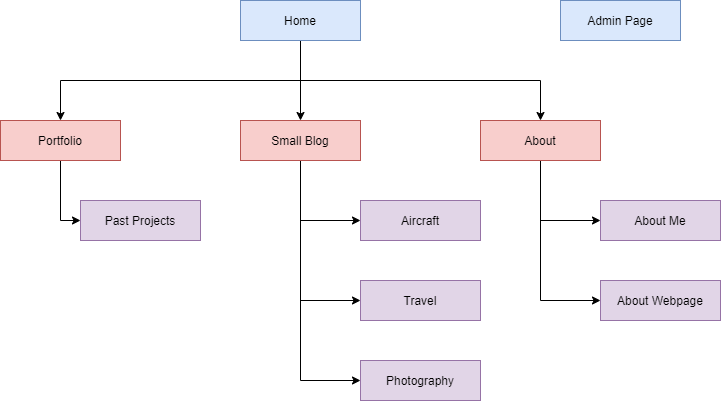 Home
Admin Page
Portfolio
Small Blog
About
Past Projects
Aircraft
About Me
Travel
About Webpage
Photography